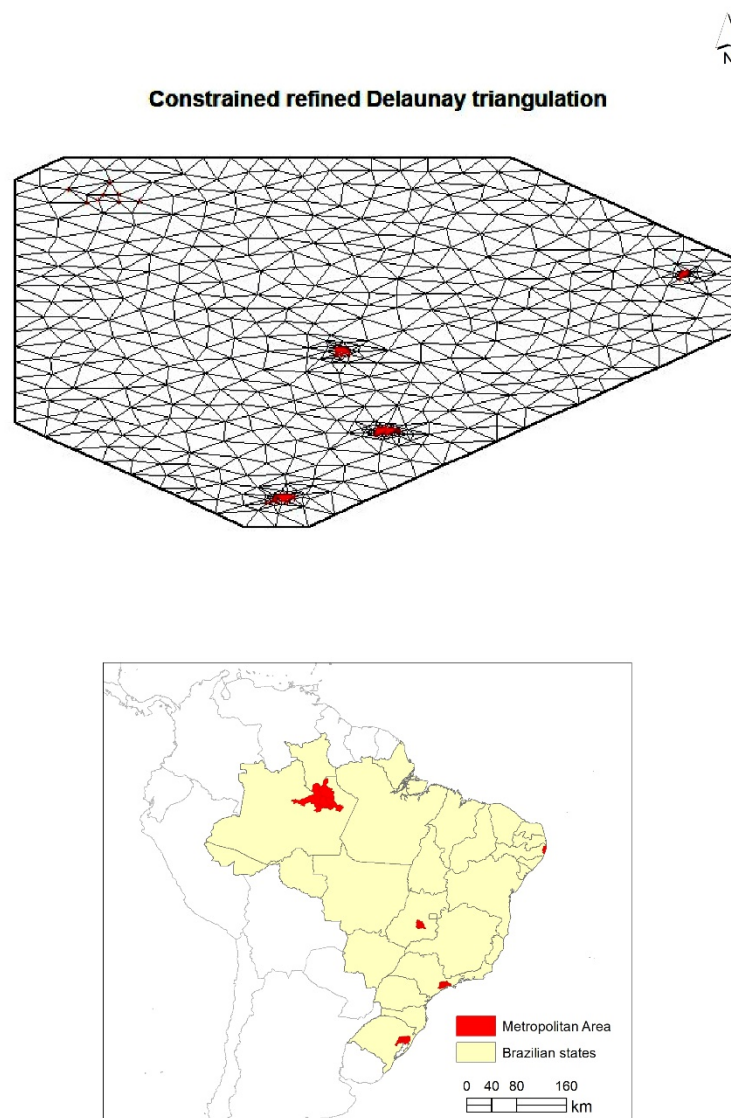 N
Constrained refined Delaunay triangulation
Metropolitan Area
Brazilian states
0 40 80 160
km